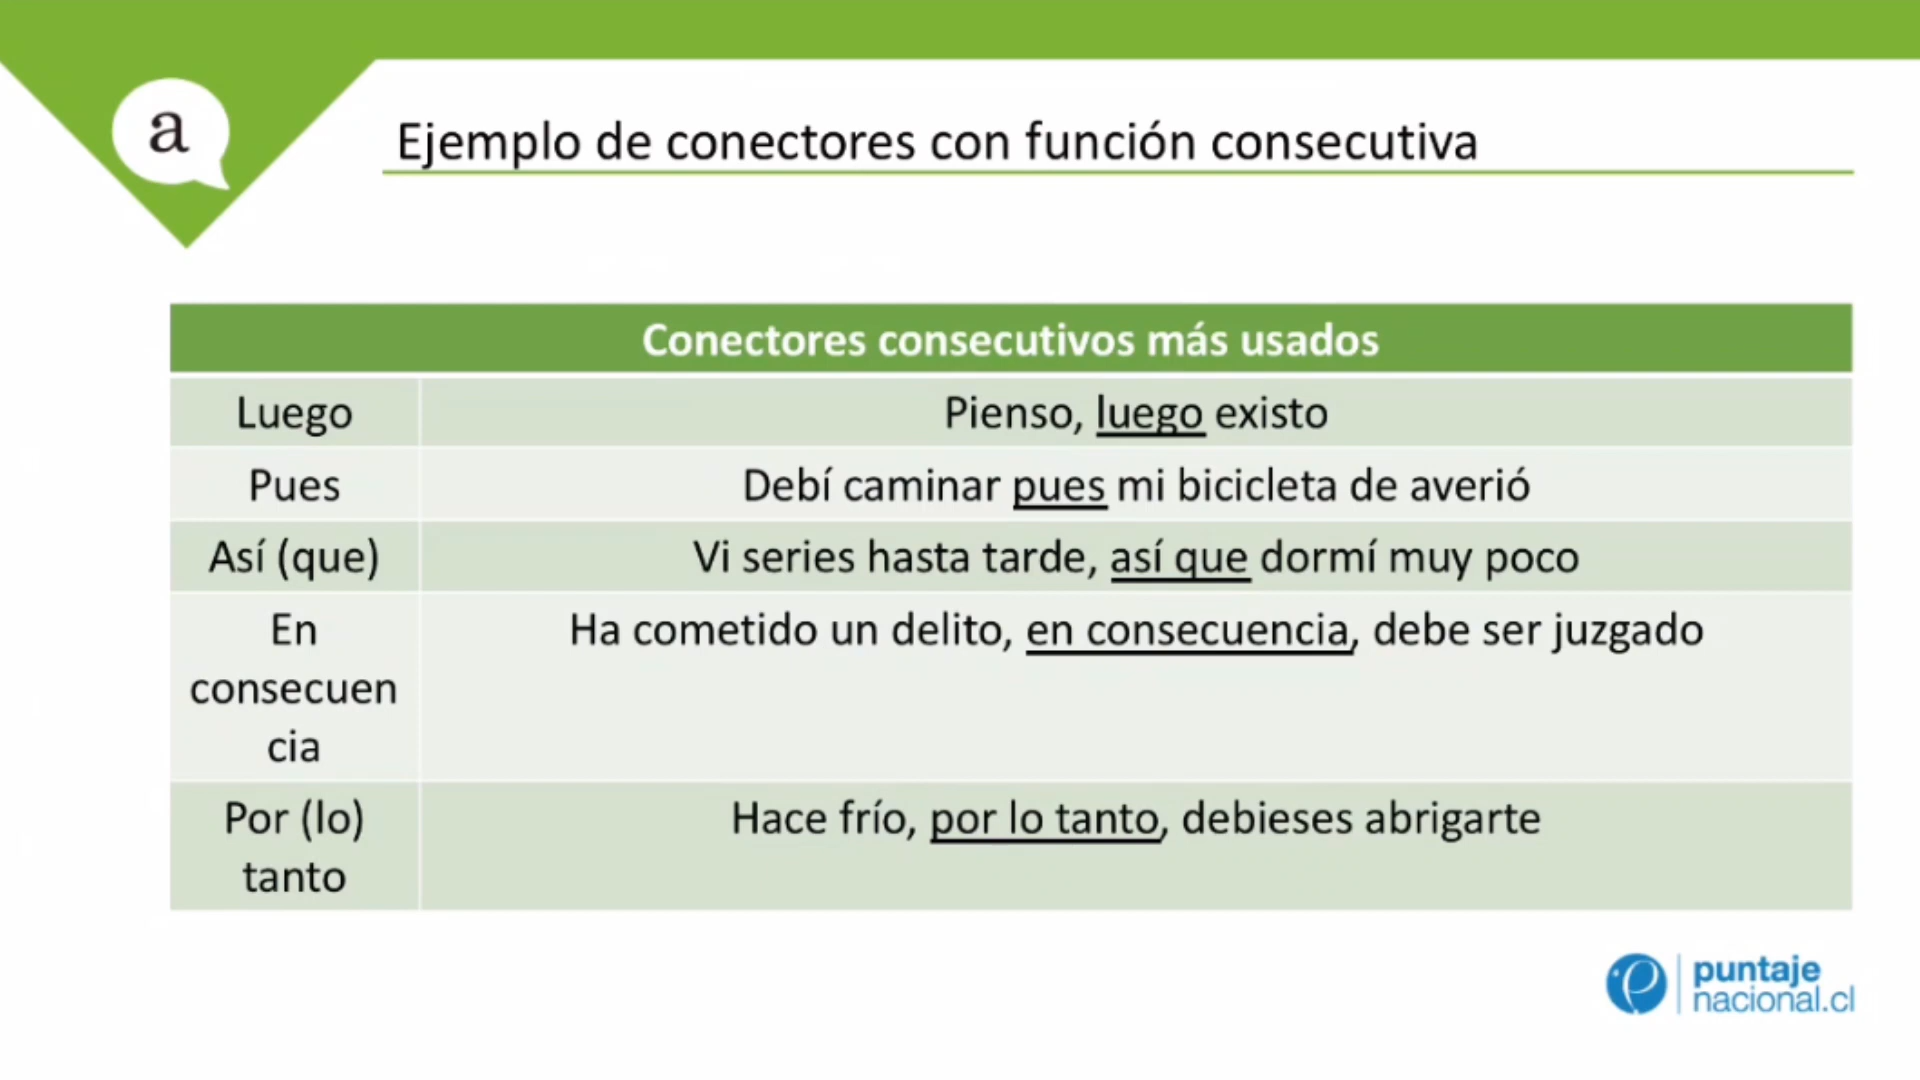 a
Ejemplo de conectores con función consecutiva
Conectores consecutivos más usados
Luego
Pienso, luego existo
Pues
Debí caminar pues mi bicicleta de averió
Así (que)
Vi series hasta tarde, así que dormí muy poco
En
consecuen
cia
Ha cometido un delito, en consecuencia, debe ser juzgado
Por (lo)
tanto
Hace frío, por lo tanto, debieses abrigarte
puntaje
nacional.cl